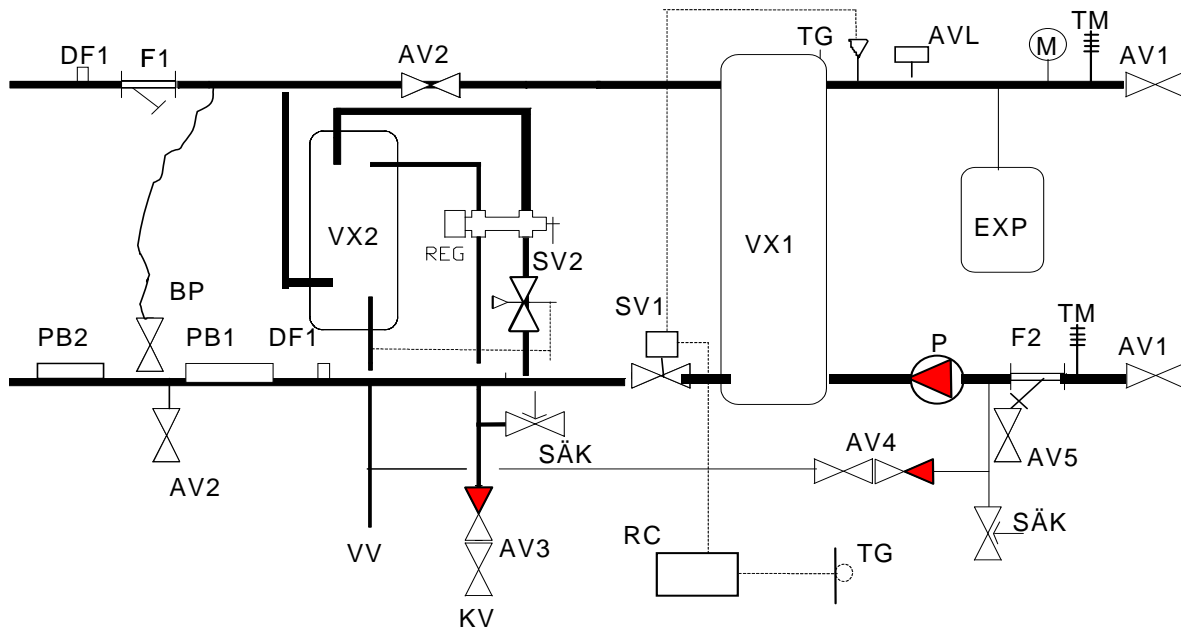 TM
DF1
F1
AV2
TG
AVL
M
AV1
VX2
REG
SV2
VX1
EXP
BP
SV1
TM
PB2
PB1
DF1
P
F2
AV1
AV4
AV5
SÄK
AV2
SÄK
RC
TG
VV
AV3
KV